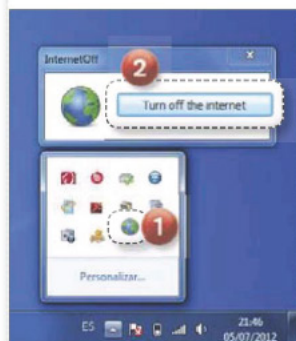 InternetOff
2
Turn off the internet
1
Personalizar...
ES
21:46
05/07/2012